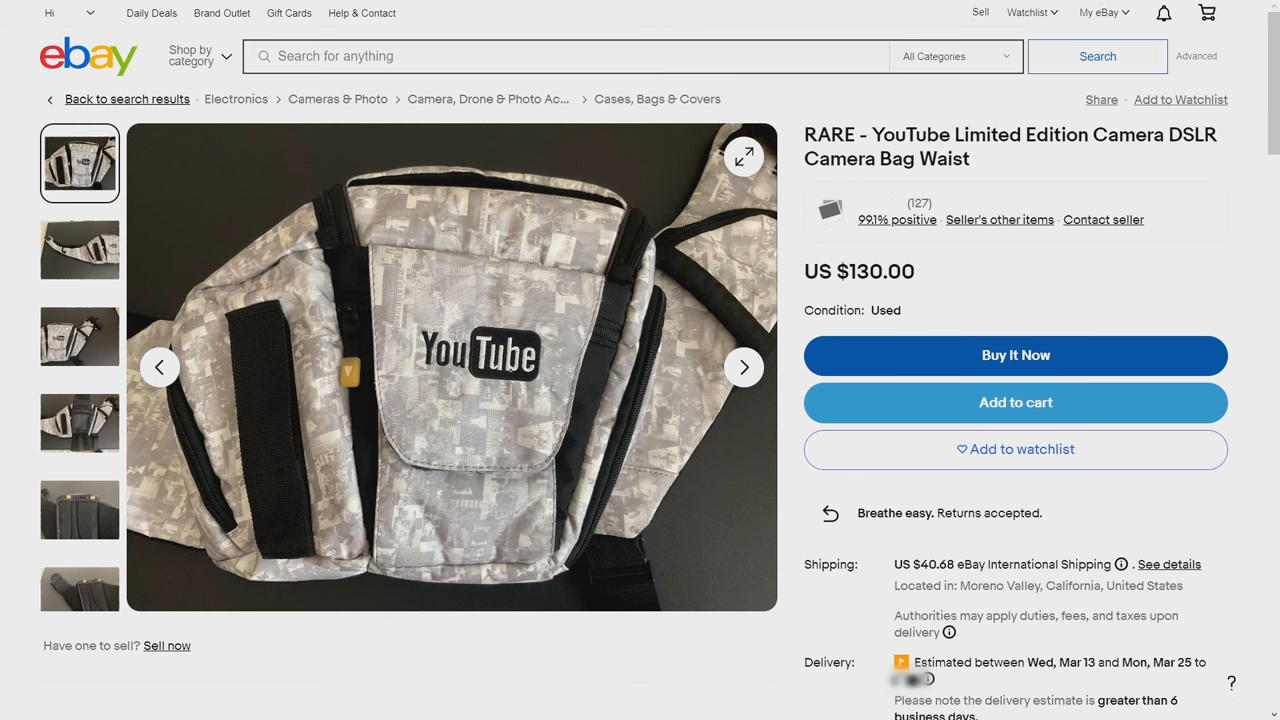 Hi
Daily Deals
Brand Outlet
Gift Cards
Help & Contact
Sell
Watchlist
My eBay
ebay
Shop by
category
Search for anything
All Categories
Search
Advanced
Back to search results
Electronics
Cameras & Photo
Camera, Drone & Photo Ac...
Cases, Bags & Covers
Share
Add to Watchlist
YouTube
RARE - YouTube Limited Edition Camera DSLR
Camera Bag Waist
(127)
99.1% positive · Seller's other items · Contact seller
US $130.00
Condition: Used
Buy It Now
Add to cart
Add to watchlist
Breathe easy. Returns accepted.
Shipping: US $40.68 eBay International Shipping . See details
Located in: Moreno Valley, California, United States
Authorities may apply duties, fees, and taxes upon
delivery
Delivery: Estimated between Wed, Mar 13 and Mon, Mar 25 to
Please note the delivery estimate is greater than 6
business days.
Have one to sell? Sell now
?